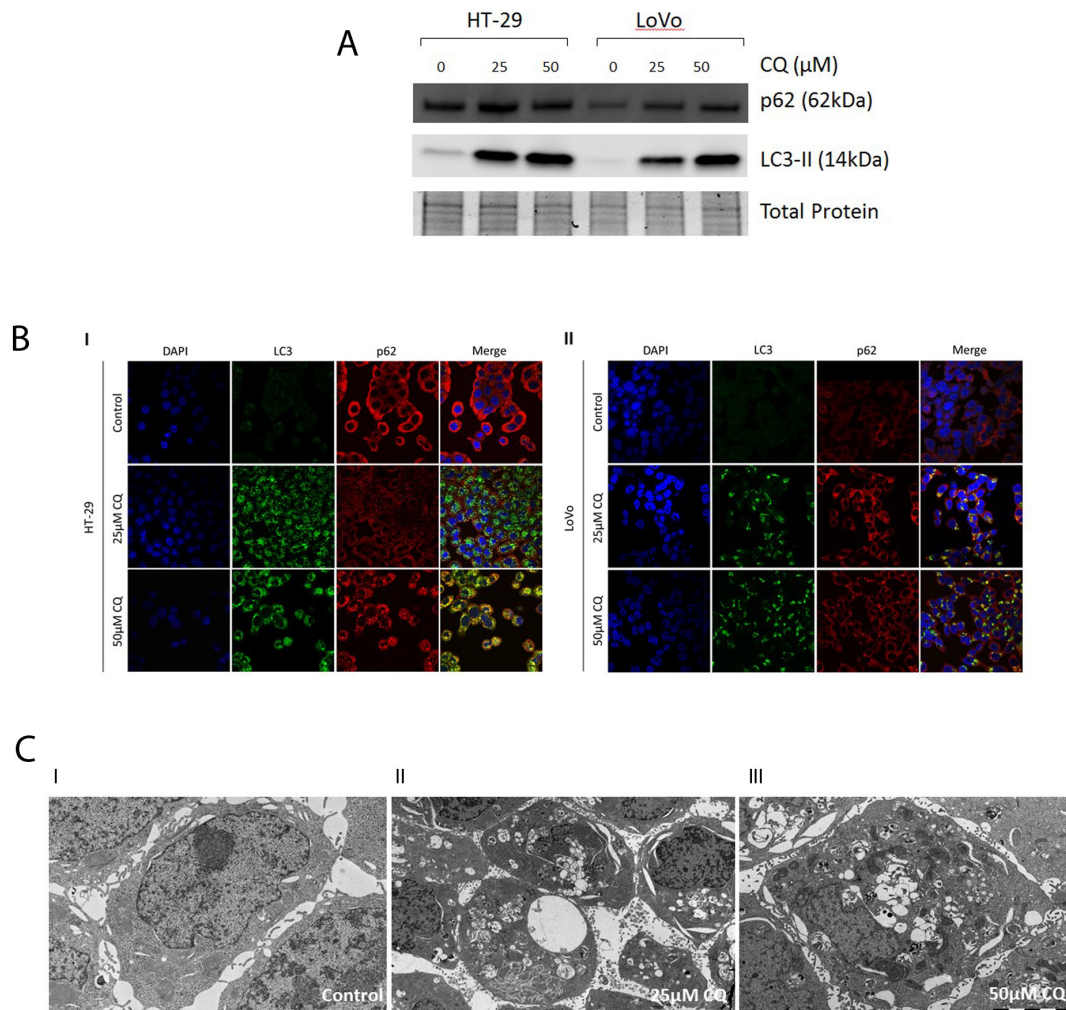 A
HT-29 LoVo
0 25 50 0 25 50 CQ (µM)
p62 (62kDa)
LC3-II (14kDa)
Total Protein
B
I II
DAPI LC3 p62 Merge DAPI LC3 p62 Merge
HT-29
Control
25µM CQ
50µM CQ
LoVo
Control
25µM CQ
50µM CQ
C
I II III
Control 25µM CQ 50µM CQ